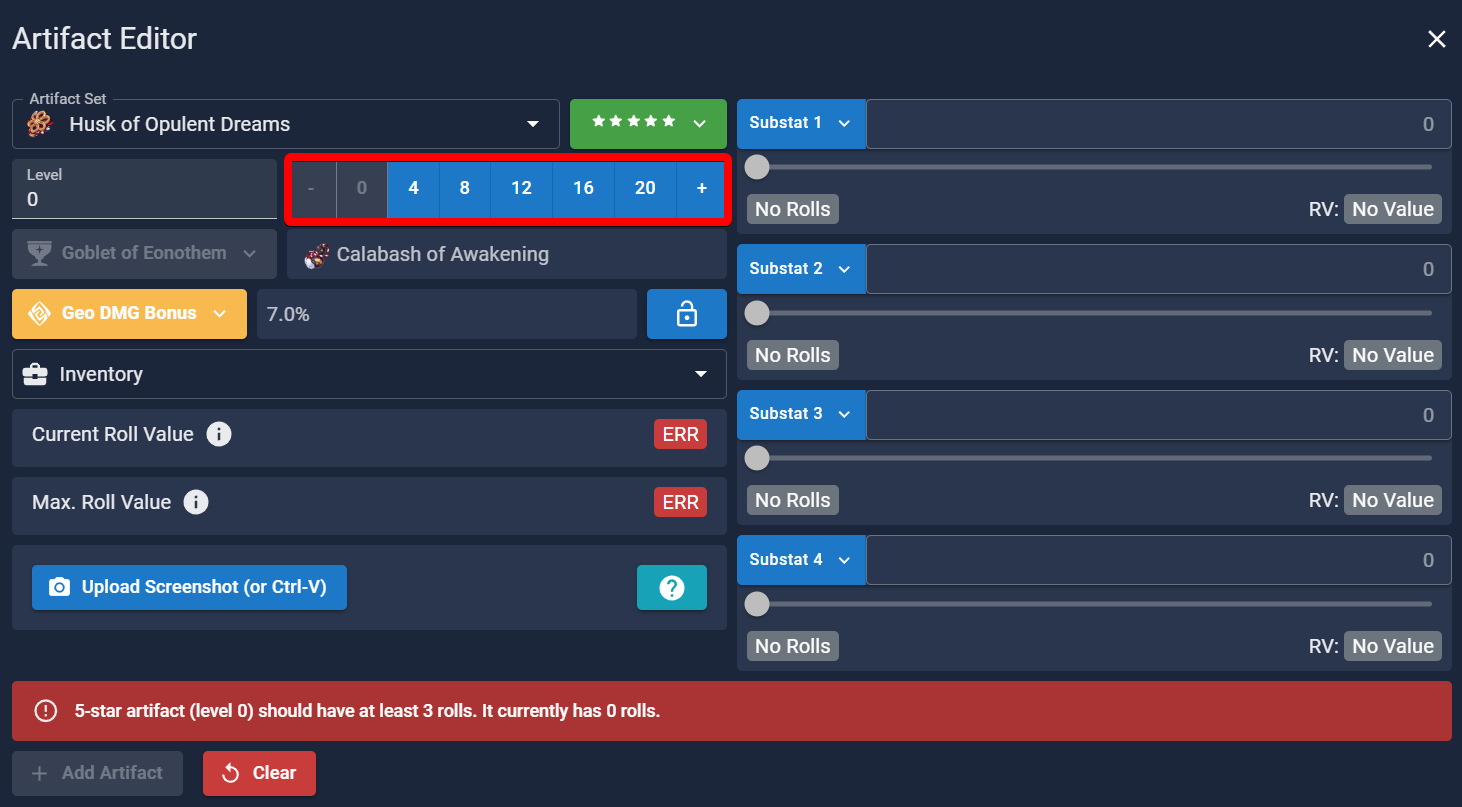 Artifact Editor
Artifact Set
Husk of Opulent Dreams
Level
0
- 0 4 8 12 16 20 +
Goblet of Eonothem
Calabash of Awakening
Geo DMG Bonus
7.0%
Inventory
Current Roll Value
ERR
Max. Roll Value
ERR
Upload Screenshot (or Ctrl-V)
Substat 1
0
No Rolls
RV: No Value
Substat 2
0
No Rolls
RV: No Value
Substat 3
0
No Rolls
RV: No Value
Substat 4
0
No Rolls
RV: No Value
5-star artifact (level 0) should have at least 3 rolls. It currently has 0 rolls.
+ Add Artifact
Clear